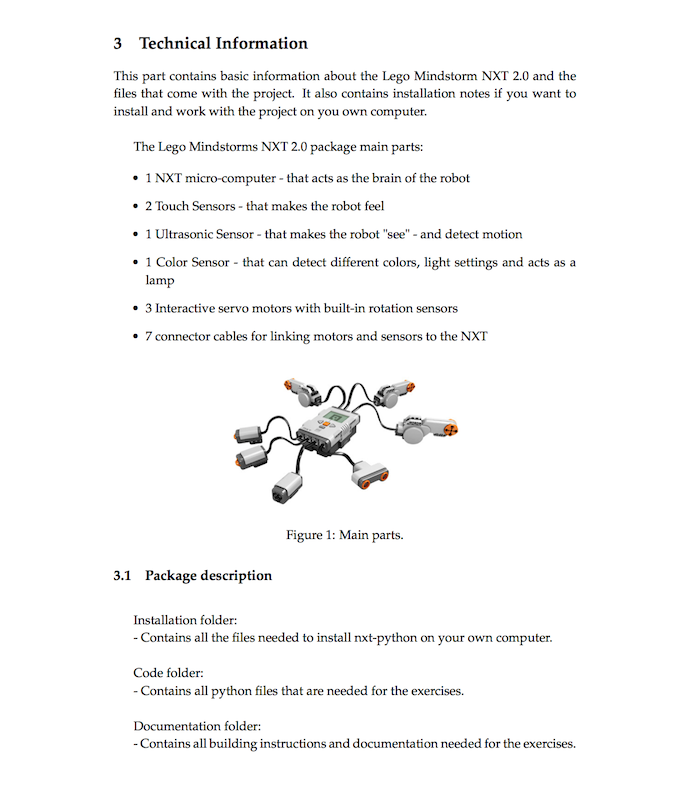 3 Technical Information
This part contains basic information about the Lego Mindstorm NXT 2.0 and the
files that come with the project. It also contains installation notes if you want to
install and work with the project on you own computer.
The Lego Mindstorms NXT 2.0 package main parts:
• 1 NXT micro-computer - that acts as the brain of the robot
• 2 Touch Sensors - that makes the robot feel
• 1 Ultrasonic Sensor - that makes the robot "see" - and detect motion
• 1 Color Sensor - that can detect different colors, light settings and acts as a
lamp
• 3 Interactive servo motors with built-in rotation sensors
• 7 connector cables for linking motors and sensors to the NXT
Figure 1: Main parts.
3.1 Package description
Installation folder:
- Contains all the files needed to install nxt-python on your own computer.
Code folder:
- Contains all python files that are needed for the exercises.
Documentation folder:
- Contains all building instructions and documentation needed for the exercises.